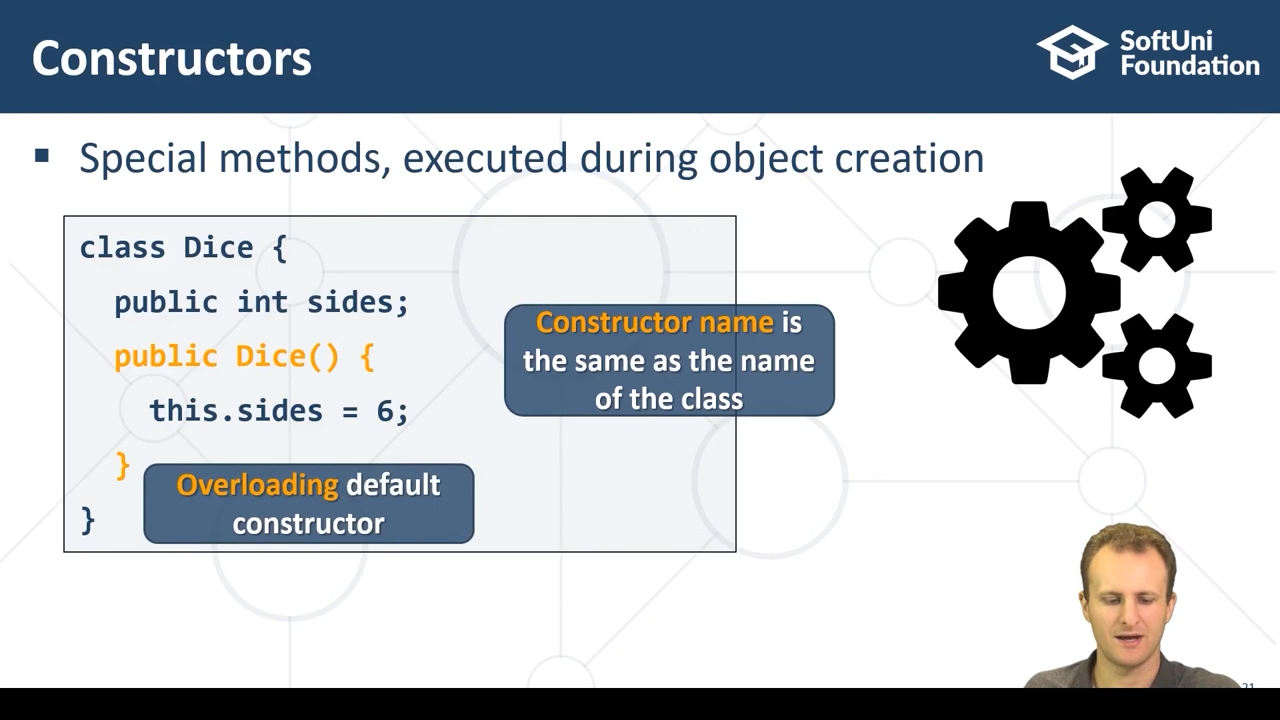 Constructors
SoftUni
Foundation
Special methods, executed during object creation
class Dice {
public int sides;
public Dice() {
this.sides = 6;
}
}
Constructor name is
the same as the name
of the class
Overloading default
constructor
21